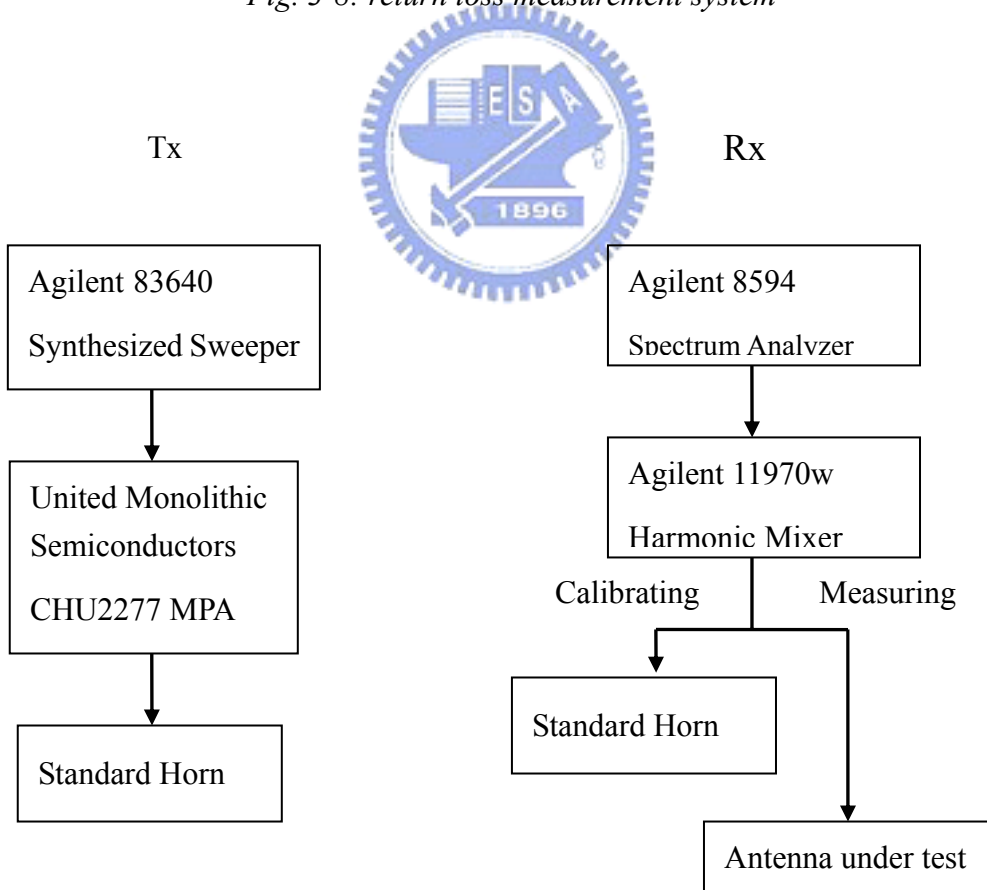 Fig. 3-8: return loss measurement system
E S A
1896
Tx
Rx
Agilent 83640
Synthesized Sweeper
United Monolithic
Semiconductors
CHU2277 MPA
Standard Horn
Agilent 8594
Spectrum Analyzer
Agilent 11970w
Harmonic Mixer
Calibrating
Measuring
Standard Horn
Antenna under test